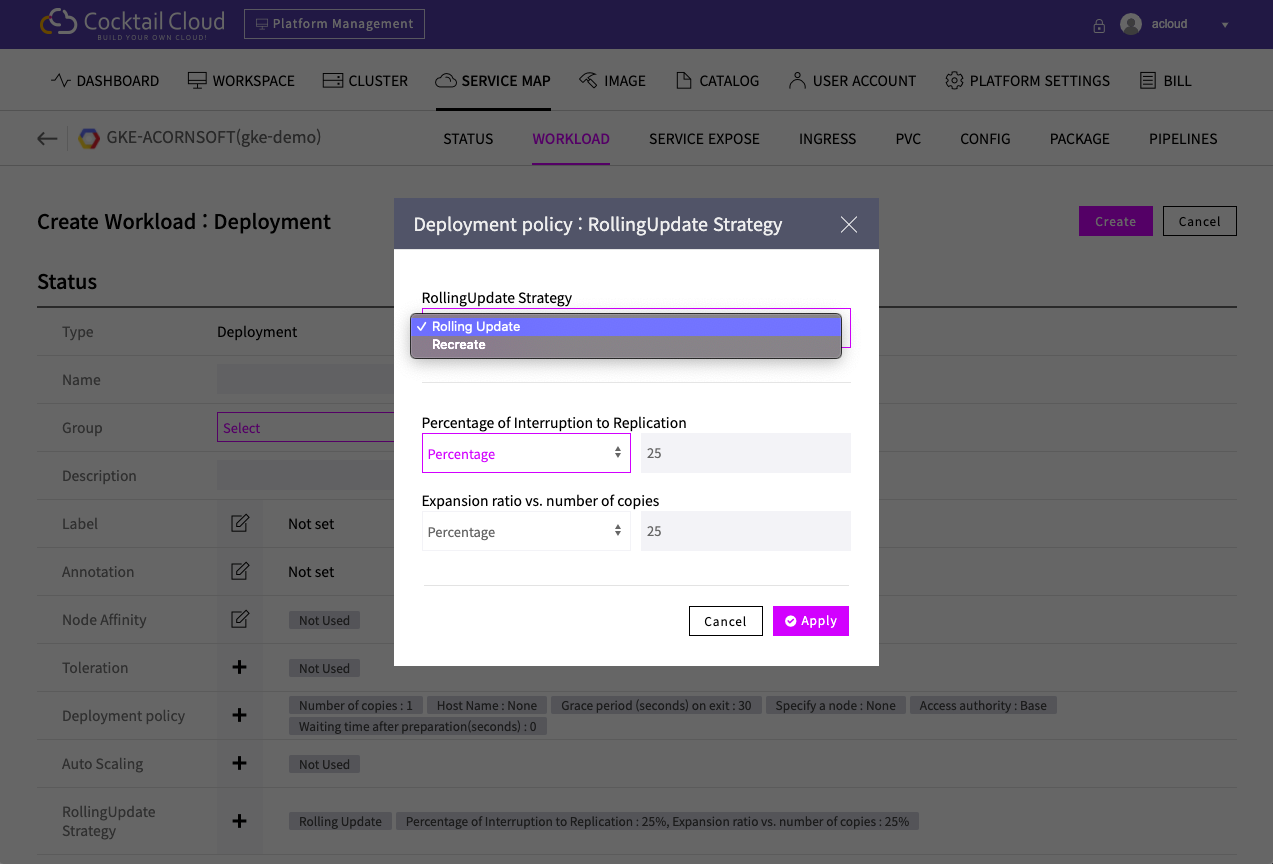 Cocktail Cloud
BUILD YOUR OWN CLOUD!
Platform Management
acloud
DASHBOARD WORKSPACE CLUSTER SERVICE MAP IMAGE CATALOG USER ACCOUNT PLATFORM SETTINGS BILL
GKE-ACORNSOFT(gke-demo) STATUS WORKLOAD SERVICE EXPOSE INGRESS PVC CONFIG PACKAGE PIPELINES
Create Workload : Deployment
Create Cancel
Status
Type Deployment
Name
Group Select
Description
Label Not set
Annotation Not set
Node Affinity Not Used
Toleration Not Used
Deployment policy Number of copies : 1 Host Name : None Grace period (seconds) on exit : 30 Specify a node : None Access authority : Base
Waiting time after preparation(seconds) : 0
Auto Scaling Not Used
RollingUpdate
Strategy
Rolling Update Percentage of Interruption to Replication : 25%, Expansion ratio vs. number of copies : 25%
Deployment policy : RollingUpdate Strategy
RollingUpdate Strategy
✓ Rolling Update
Recreate
Percentage of Interruption to Replication
Percentage 25
Expansion ratio vs. number of copies
Percentage 25
Cancel Apply